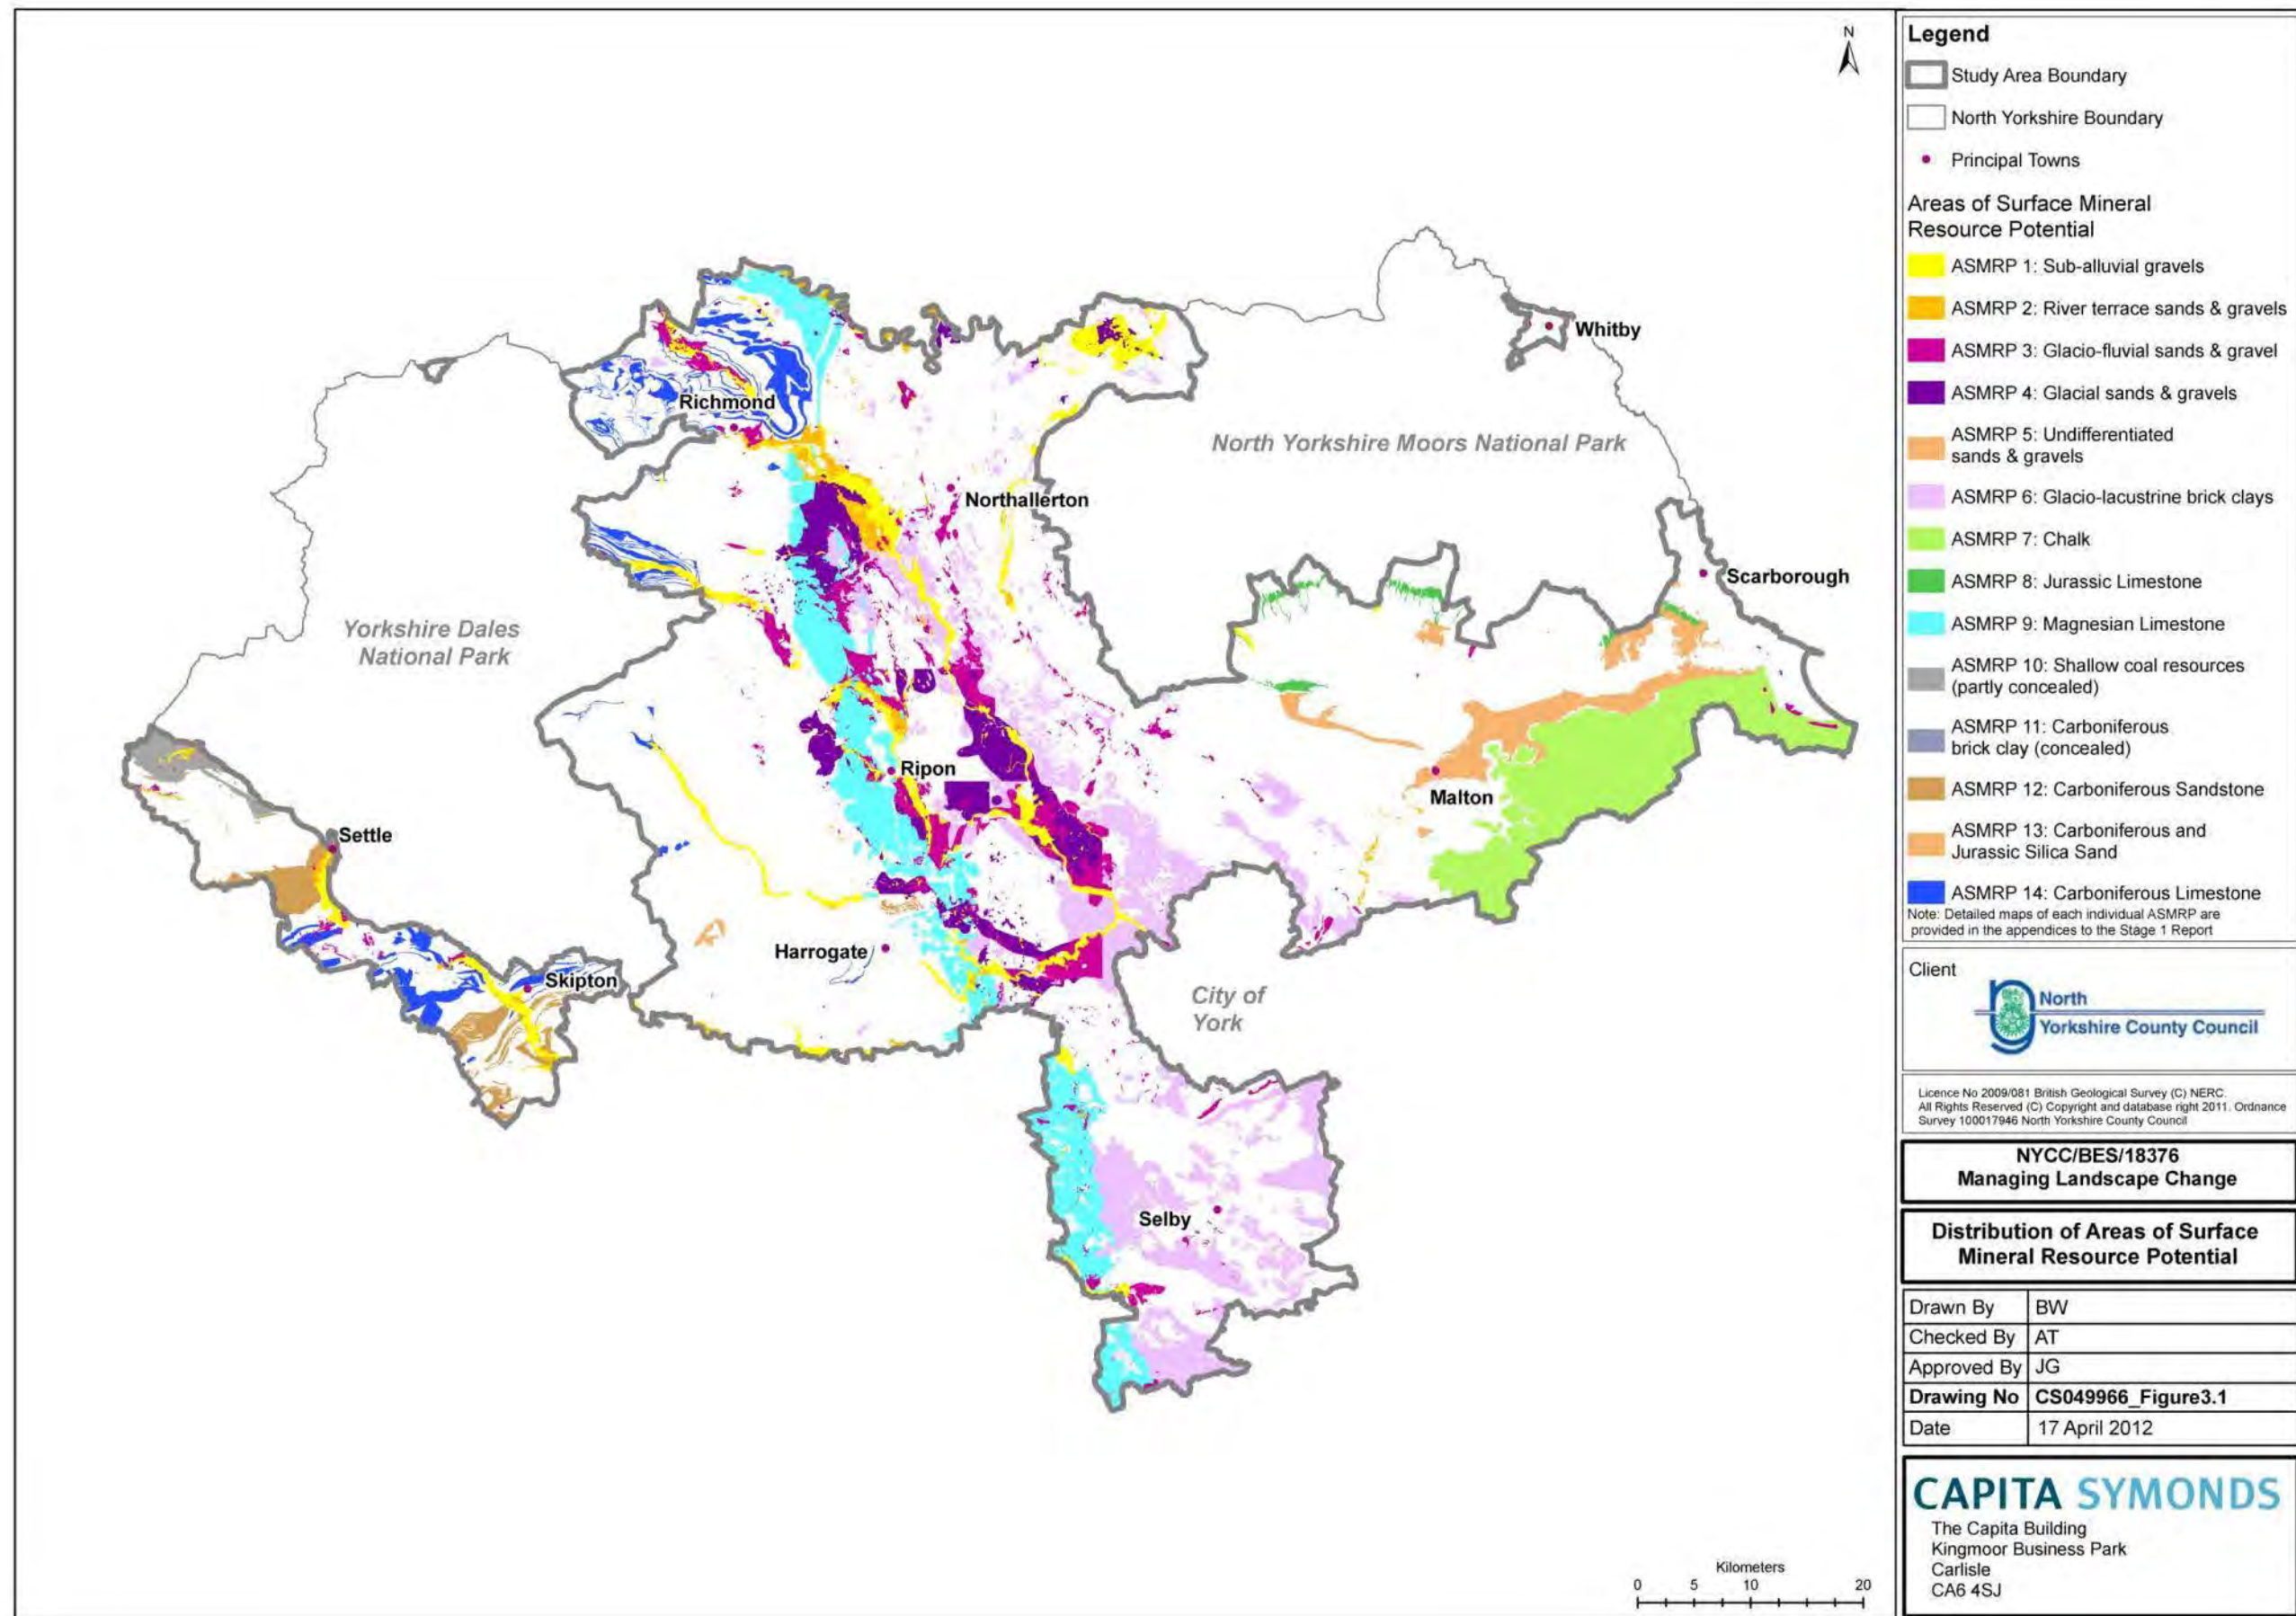 N
Whitby
Richmond
North Yorkshire Moors National Park
Northallerton
Scarborough
Yorkshire Dales
National Park
Ripon
Malton
Settle
Harrogate
Skipton
City of
York
Selby
Kilometers
0 5 10 20
Legend
Study Area Boundary
North Yorkshire Boundary
Principal Towns
Areas of Surface Mineral
Resource Potential
ASMRP 1: Sub-alluvial gravels
ASMRP 2: River terrace sands & gravels
ASMRP 3: Glacio-fluvial sands & gravel
ASMRP 4: Glacial sands & gravels
ASMRP 5: Undifferentiated
sands & gravels
ASMRP 6: Glacio-lacustrine brick clays
ASMRP 7: Chalk
ASMRP 8: Jurassic Limestone
ASMRP 9: Magnesian Limestone
ASMRP 10: Shallow coal resources
(partly concealed)
ASMRP 11: Carboniferous
brick clay (concealed)
ASMRP 12: Carboniferous Sandstone
ASMRP 13: Carboniferous and
Jurassic Silica Sand
ASMRP 14: Carboniferous Limestone
Note: Detailed maps of each individual ASMRP are
provided in the appendices to the Stage 1 Report
Client
North
Yorkshire County Council
Licence No 2009/081 British Geological Survey (C) NERC.
All Rights Reserved (C) Copyright and database right 2011. Ordnance
Survey 100017946 North Yorkshire County Council
NYCC/BES/18376
Managing Landscape Change
Distribution of Areas of Surface
Mineral Resource Potential
Drawn By BW
Checked By AT
Approved By JG
Drawing No CS049966_Figure3.1
Date 17 April 2012
CAPITA SYMONDS
The Capita Building
Kingmoor Business Park
Carlisle
CA6 4SJ